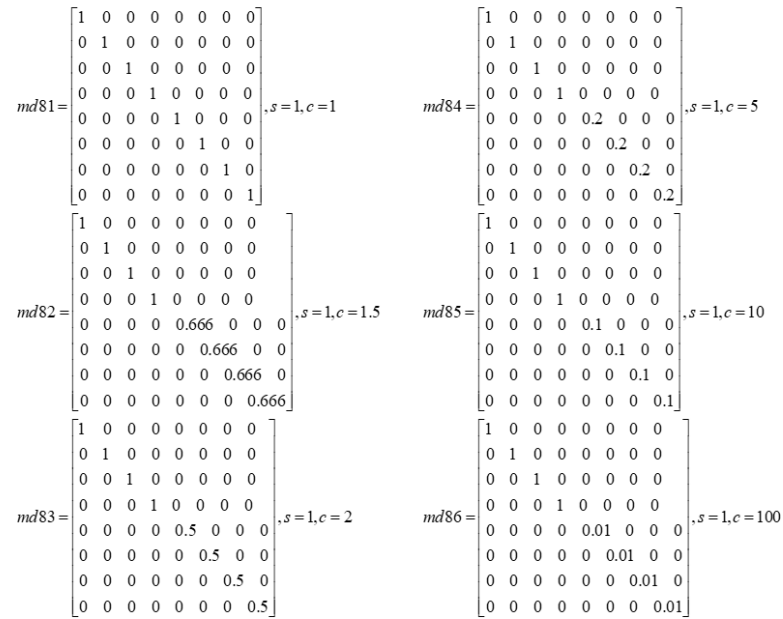 md81=
1 0 0 0 0 0 0 0
0 1 0 0 0 0 0 0
0 0 1 0 0 0 0 0
0 0 0 1 0 0 0 0
0 0 0 0 1 0 0 0
0 0 0 0 0 1 0 0
0 0 0 0 0 0 1 0
0 0 0 0 0 0 0 1
,s=1,c=1
md82=
1 0 0 0 0 0 0 0
0 1 0 0 0 0 0 0
0 0 1 0 0 0 0 0
0 0 0 1 0 0 0 0
0 0 0 0 0.666 0 0 0
0 0 0 0 0 0.666 0 0
0 0 0 0 0 0 0.666 0
0 0 0 0 0 0 0 0.666
,s=1,c=1.5
md83=
1 0 0 0 0 0 0 0
0 1 0 0 0 0 0 0
0 0 1 0 0 0 0 0
0 0 0 1 0 0 0 0
0 0 0 0 0.5 0 0 0
0 0 0 0 0 0.5 0 0
0 0 0 0 0 0 0.5 0
0 0 0 0 0 0 0 0.5
,s=1,c=2
md84=
1 0 0 0 0 0 0 0
0 1 0 0 0 0 0 0
0 0 1 0 0 0 0 0
0 0 0 1 0 0 0 0
0 0 0 0 0.2 0 0 0
0 0 0 0 0 0.2 0 0
0 0 0 0 0 0 0.2 0
0 0 0 0 0 0 0 0.2
,s=1,c=5
md85=
1 0 0 0 0 0 0 0
0 1 0 0 0 0 0 0
0 0 1 0 0 0 0 0
0 0 0 1 0 0 0 0
0 0 0 0 0.1 0 0 0
0 0 0 0 0 0.1 0 0
0 0 0 0 0 0 0.1 0
0 0 0 0 0 0 0 0.1
,s=1,c=10
md86=
1 0 0 0 0 0 0 0
0 1 0 0 0 0 0 0
0 0 1 0 0 0 0 0
0 0 0 1 0 0 0 0
0 0 0 0 0.01 0 0 0
0 0 0 0 0 0.01 0 0
0 0 0 0 0 0 0.01 0
0 0 0 0 0 0 0 0.01
,s=1,c=100